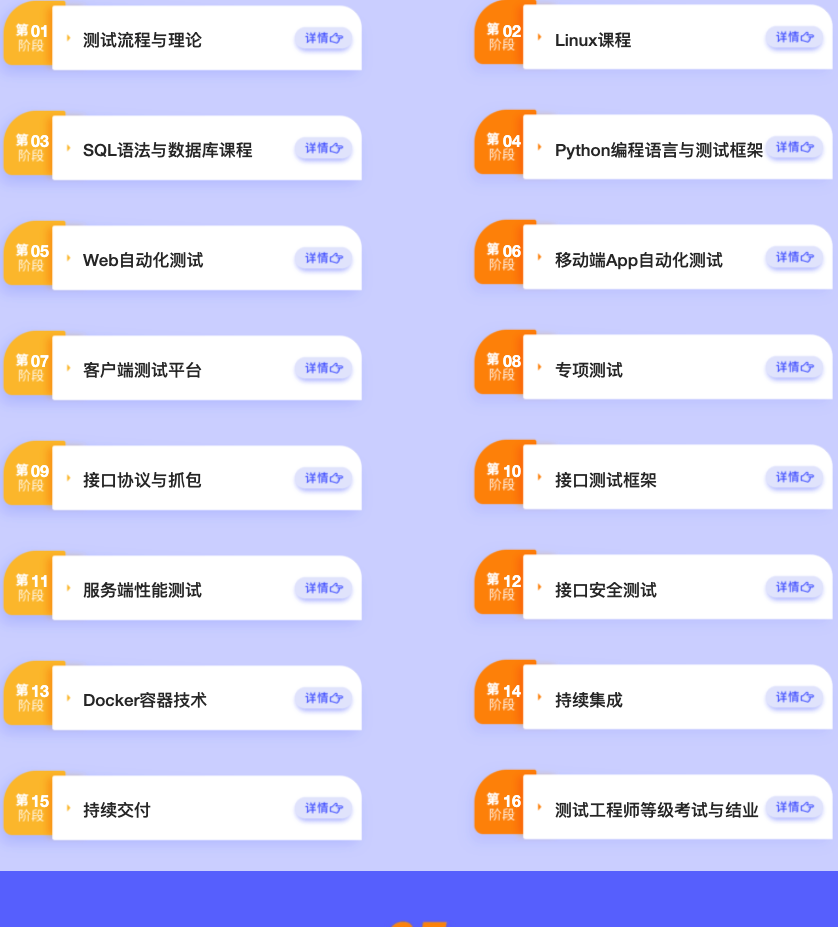 第01
阶段
测试流程与理论
详情
第02
阶段
Linux课程
详情
第03
阶段
SQL语法与数据库课程
详情
第04
阶段
Python编程语言与测试框架
详情
第05
阶段
Web自动化测试
详情
第06
阶段
移动端App自动化测试
详情
第07
阶段
客户端测试平台
详情
第08
阶段
专项测试
详情
第09
阶段
接口协议与抓包
详情
第10
阶段
接口测试框架
详情
第11
阶段
服务端性能测试
详情
第12
阶段
接口安全测试
详情
第13
阶段
Docker容器技术
详情
第14
阶段
持续集成
详情
第15
阶段
持续交付
详情
第16
阶段
测试工程师等级考试与结业
详情